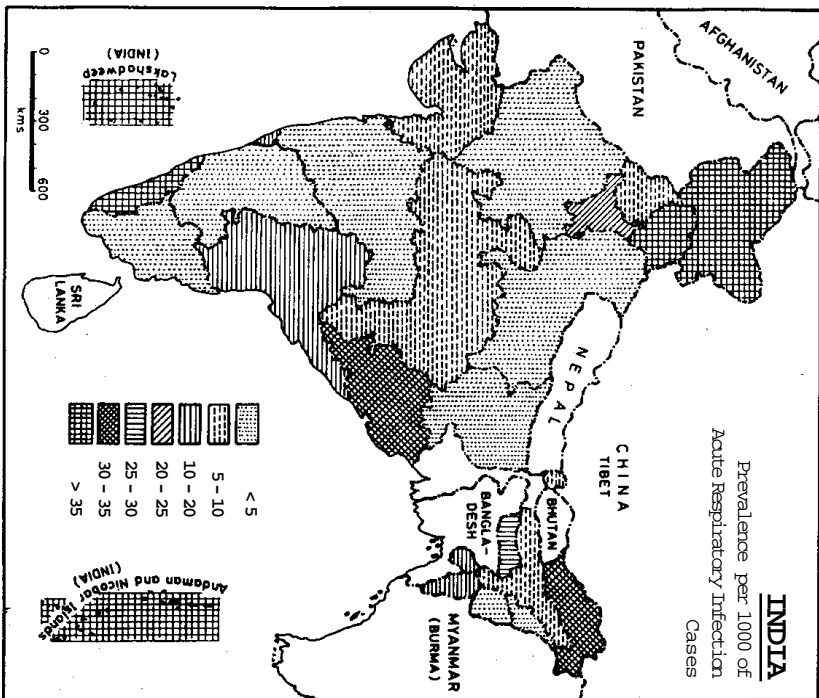 INDIA
Prevalence per 1000 of
Acute Respiratory Infection
Cases
AFGHANISTAN
PAKISTAN
CHINA
TIBET
NEPAL
BHUTAN
BANGLA-
DESH
MYANMAR
(BURMA)
SRI
LANKA
Lakshadweep
(INDIA)
Andaman and Nicobar Islands
(INDIA)
0 300 600
kms
< 5
5 - 10
10 - 20
20 - 25
25 - 30
30 - 35
> 35